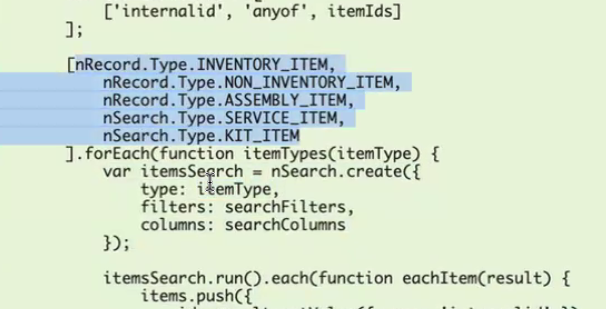 ['internalid', 'anyof', itemIds]
];
[nRecord.Type.INVENTORY_ITEM,
nRecord.Type.NON_INVENTORY_ITEM,
nRecord.Type.ASSEMBLY_ITEM,
nSearch.Type.SERVICE_ITEM,
nSearch.Type.KIT_ITEM
].forEach(function itemTypes(itemType) {
var itemsSearch = nSearch.create({
type: itemType,
filters: searchFilters,
columns: searchColumns
});
itemsSearch.run().each(function eachItem(result) {
items.push({